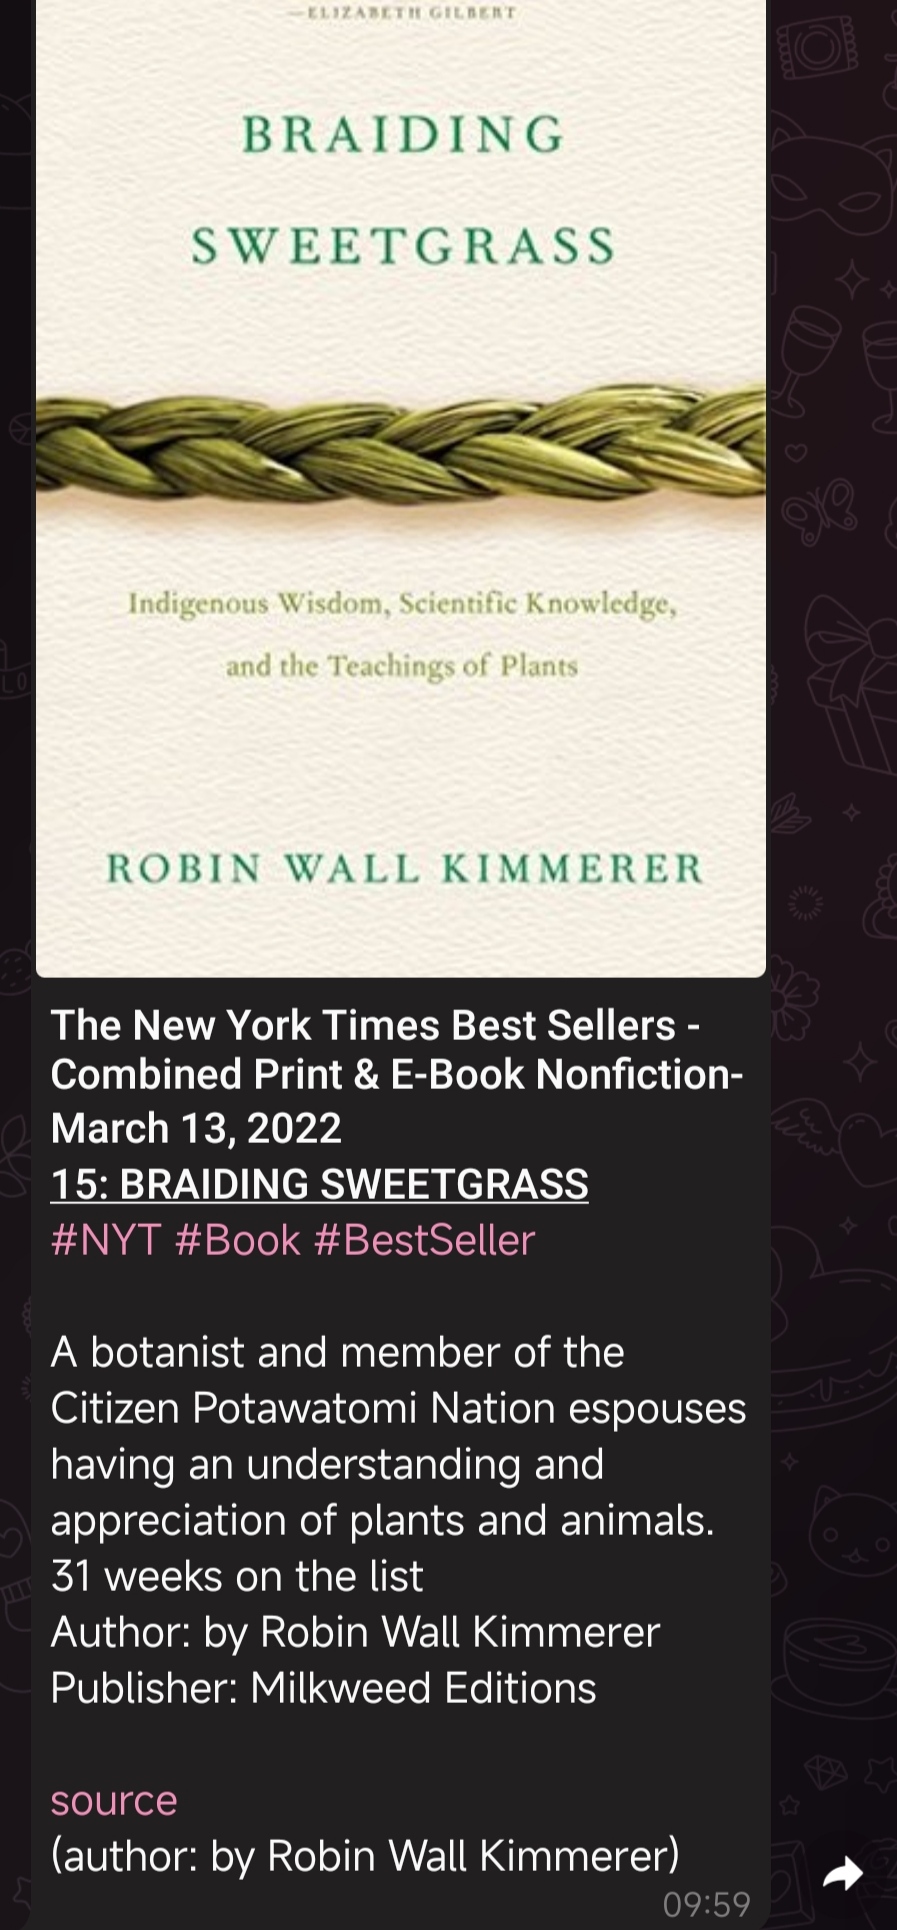 —ELIZABETH GILBERT
BRAIDING
SWEETGRASS
Indigenous Wisdom, Scientific Knowledge,
and the Teachings of Plants
ROBIN WALL KIMMERER
The New York Times Best Sellers -
Combined Print & E-Book Nonfiction-
March 13, 2022
15: BRAIDING SWEETGRASS
#NYT #Book #BestSeller
A botanist and member of the
Citizen Potawatomi Nation espouses
having an understanding and
appreciation of plants and animals.
31 weeks on the list
Author: by Robin Wall Kimmerer
Publisher: Milkweed Editions
source
(author: by Robin Wall Kimmerer)
09:59